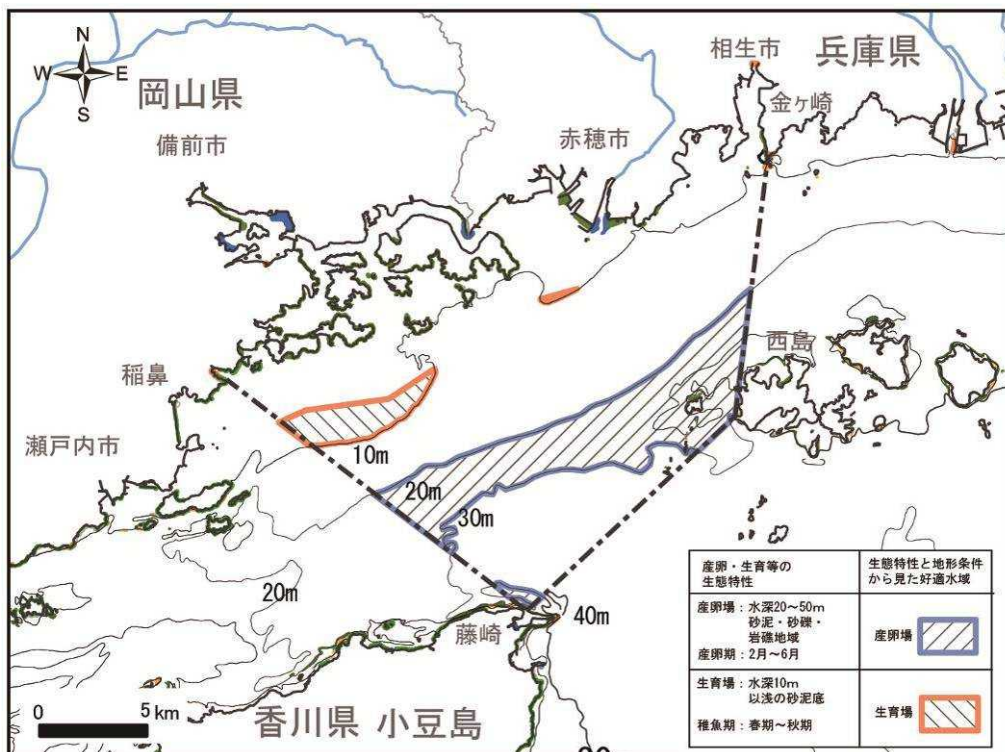 N
W E
S
岡山県
備前市
相生市
兵庫県
金ヶ崎
赤穂市
西島
稲鼻
瀬戸内市
10m
20m
30m
20m
40m
藤崎
0 5km
香川県 小豆島
産卵・生育等の
生態特性
生態特性と地形条件
から見た好適水域
産卵場：水深20～50m
砂泥・砂礫・
岩礁地域
産卵期：2月～6月
産卵場
生育場：水深10m
以浅の砂泥底
稚魚期：春期～秋期
生育場